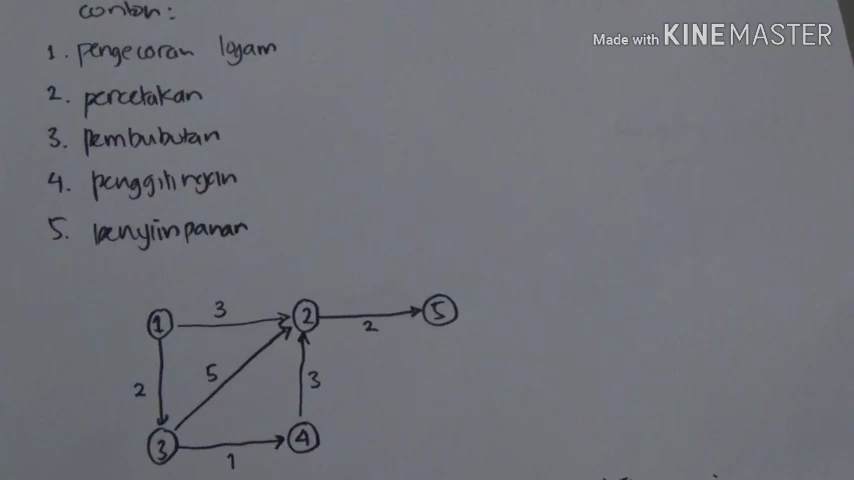 contoh:
Made with KINEMASTER
1. pengecoran logam
2. percetakan
3. pembubutan
4. penggilingan
5. penyimpanan
1 3 2 2 5
2 5 3
3 1 4